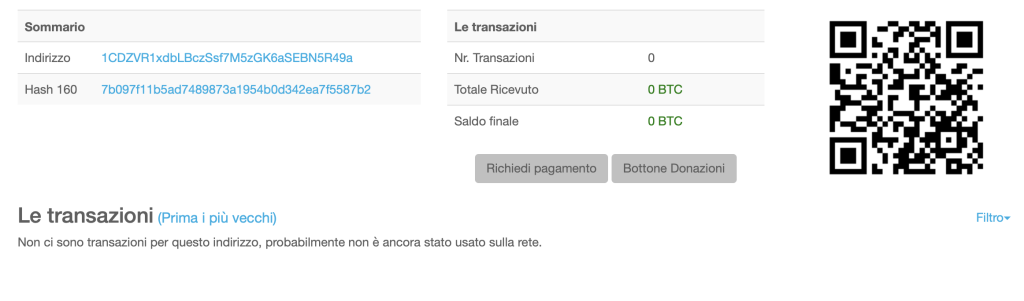 Sommario
Indirizzo 1CDZVR1xdbLBczSsf7M5zGK6aSEBN5R49a
Hash 160 7b097f11b5ad7489873a1954b0d342ea7f5587b2
Le transazioni
Nr. Transazioni 0
Totale Ricevuto 0 BTC
Saldo finale 0 BTC
Richiedi pagamento Bottone Donazioni
Le transazioni (Prima i più vecchi)
Filtro
Non ci sono transazioni per questo indirizzo, probabilmente non è ancora stato usato sulla rete.